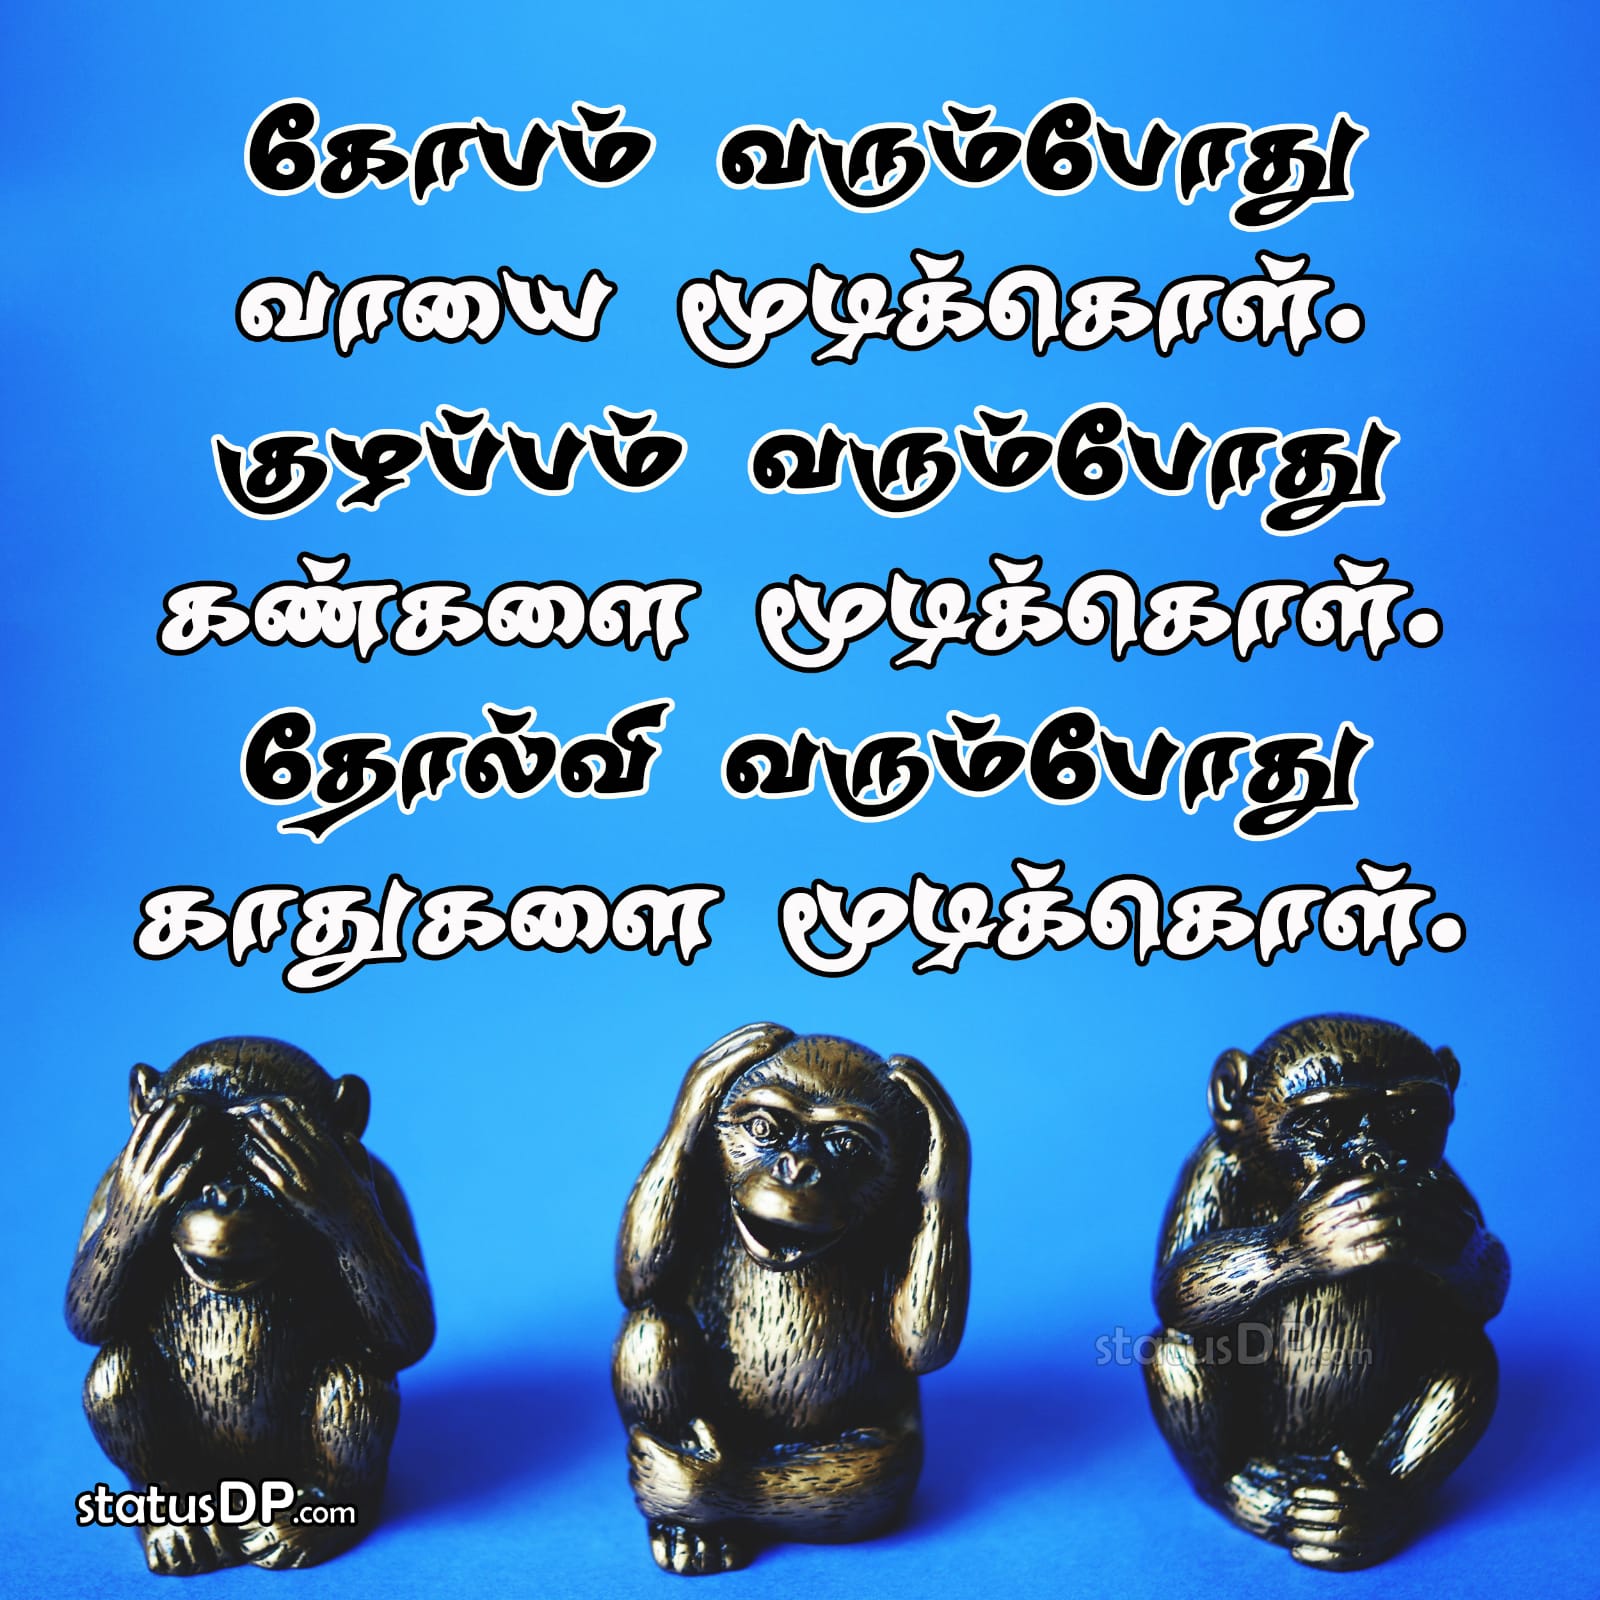 கோபம் வரும்போது
வாயை மூடிக்கொள்.
குழப்பம் வரும்போது
கண்களை மூடிக்கொள்.
தோல்வி வரும்போது
காதுகளை மூடிக்கொள்.
statusDP.com
statusDP.com